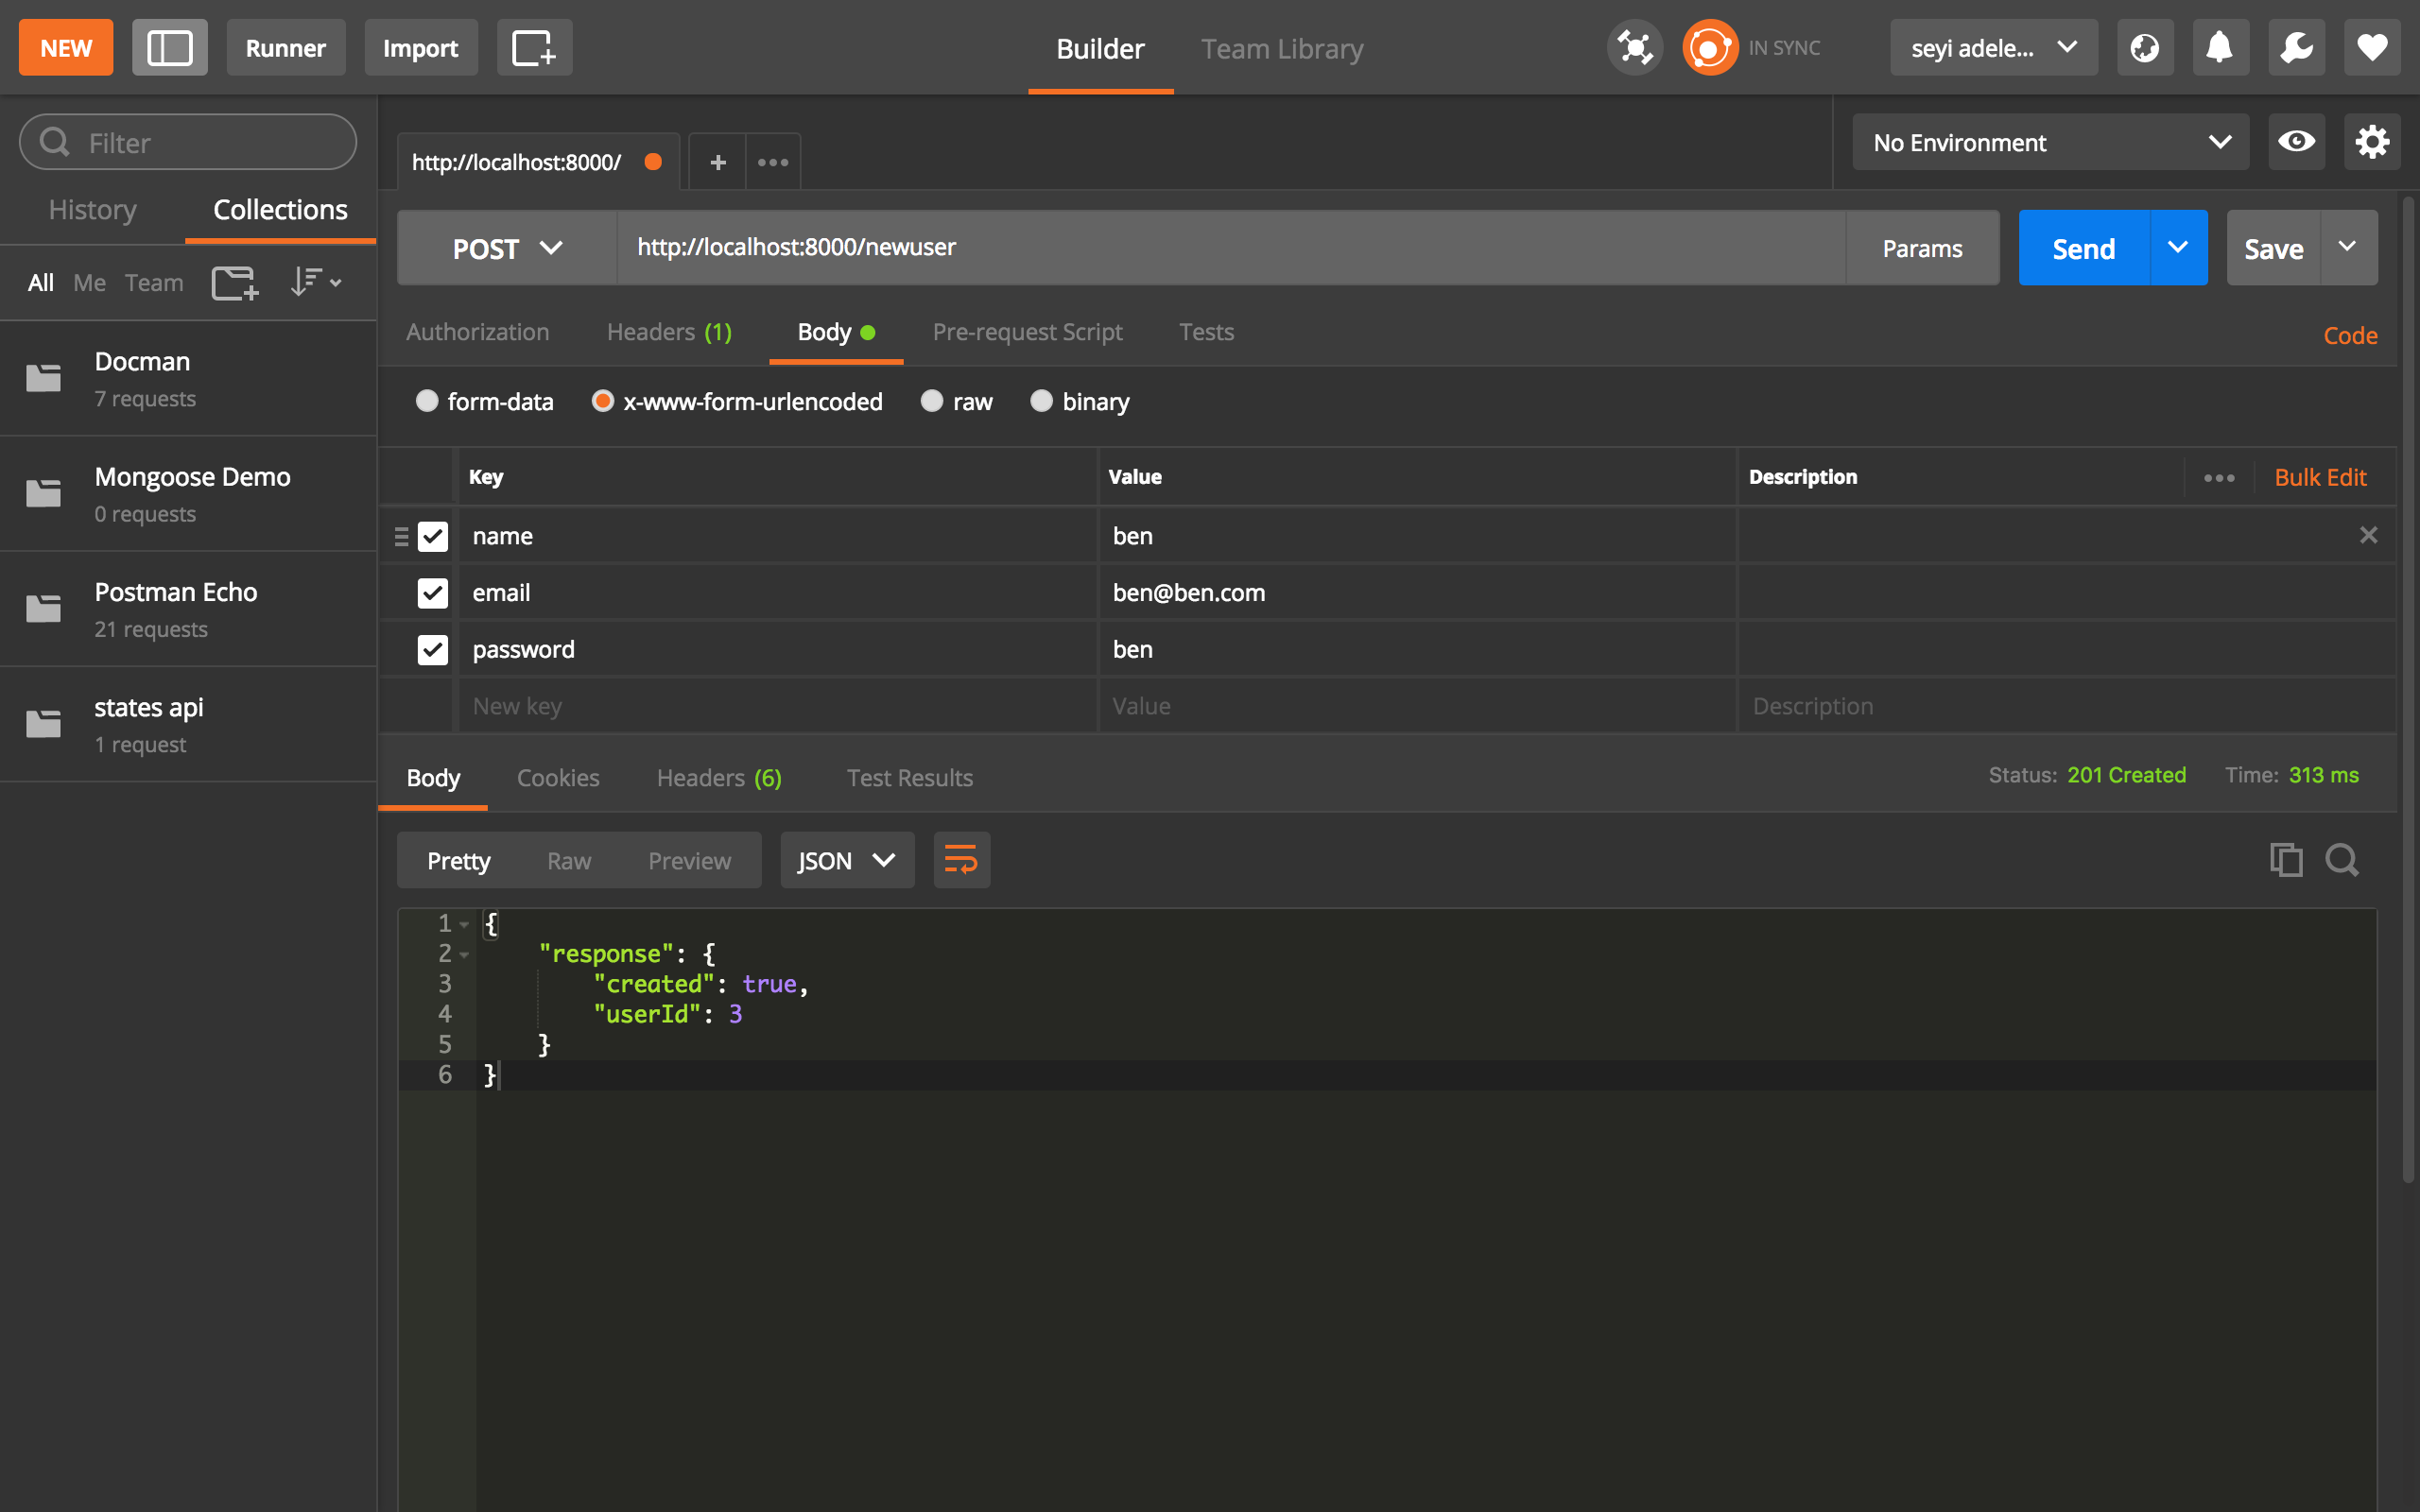 NEW Runner Import Builder Team Library IN SYNC seyi adele...
Filter
History Collections
All Me Team
Docman
7 requests
Mongoose Demo
0 requests
Postman Echo
21 requests
states api
1 request
http://localhost:8000/ + No Environment
POST http://localhost:8000/newuser Params Send Save
Authorization Headers (1) Body Pre-request Script Tests Code
form-data x-www-form-urlencoded raw binary
Key Value Description Bulk Edit
name ben
email ben@ben.com
password ben
New key Value Description
Body Cookies Headers (6) Test Results Status: 201 Created Time: 313 ms
Pretty Raw Preview JSON
1 {
2 "response": {
3 "created": true,
4 "userId": 3
5 }
6 }